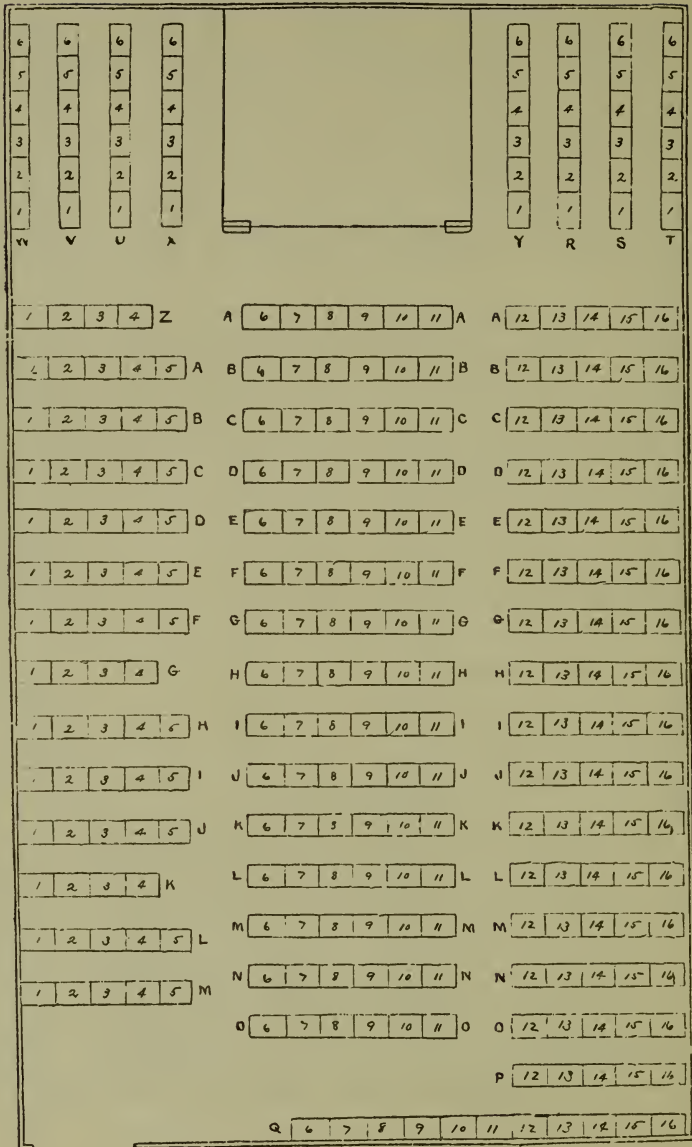 6 6 6 6 6 6 6 6
5 5 5 5 5 5 5 5
4 4 4 4 4 4 4 4
3 3 3 3 3 3 3 3
2 2 2 2 2 2 2 2
1 1 1 1 1 1 1 1
W V U X Y R S T
1 2 3 4 Z A 6 7 8 9 10 11 A A 12 13 14 15 16
1 2 3 4 5 A B 6 7 8 9 10 11 B B 12 13 14 15 16
1 2 3 4 5 B C 6 7 8 9 10 11 C C 12 13 14 15 16
1 2 3 4 5 C D 6 7 8 9 10 11 D D 12 13 14 15 16
1 2 3 4 5 D E 6 7 8 9 10 11 E E 12 13 14 15 16
1 2 3 4 5 E F 6 7 8 9 10 11 F F 12 13 14 15 16
1 2 3 4 5 F G 6 7 8 9 10 11 G G 12 13 14 15 16
1 2 3 4 G H 6 7 8 9 10 11 H H 12 13 14 15 16
1 2 3 4 5 H I 6 7 8 9 10 11 I I 12 13 14 15 16
1 2 3 4 5 I J 6 7 8 9 10 11 J J 12 13 14 15 16
1 2 3 4 5 J K 6 7 8 9 10 11 K K 12 13 14 15 16
1 2 3 4 K L 6 7 8 9 10 11 L L 12 13 14 15 16
1 2 3 4 5 L M 6 7 8 9 10 11 M M 12 13 14 15 16
1 2 3 4 5 M N 6 7 8 9 10 11 N N 12 13 14 15 16
O 6 7 8 9 10 11 O O 12 13 14 15 16
P 12 13 14 15 16
Q 6 7 8 9 10 11 12 13 14 15 16